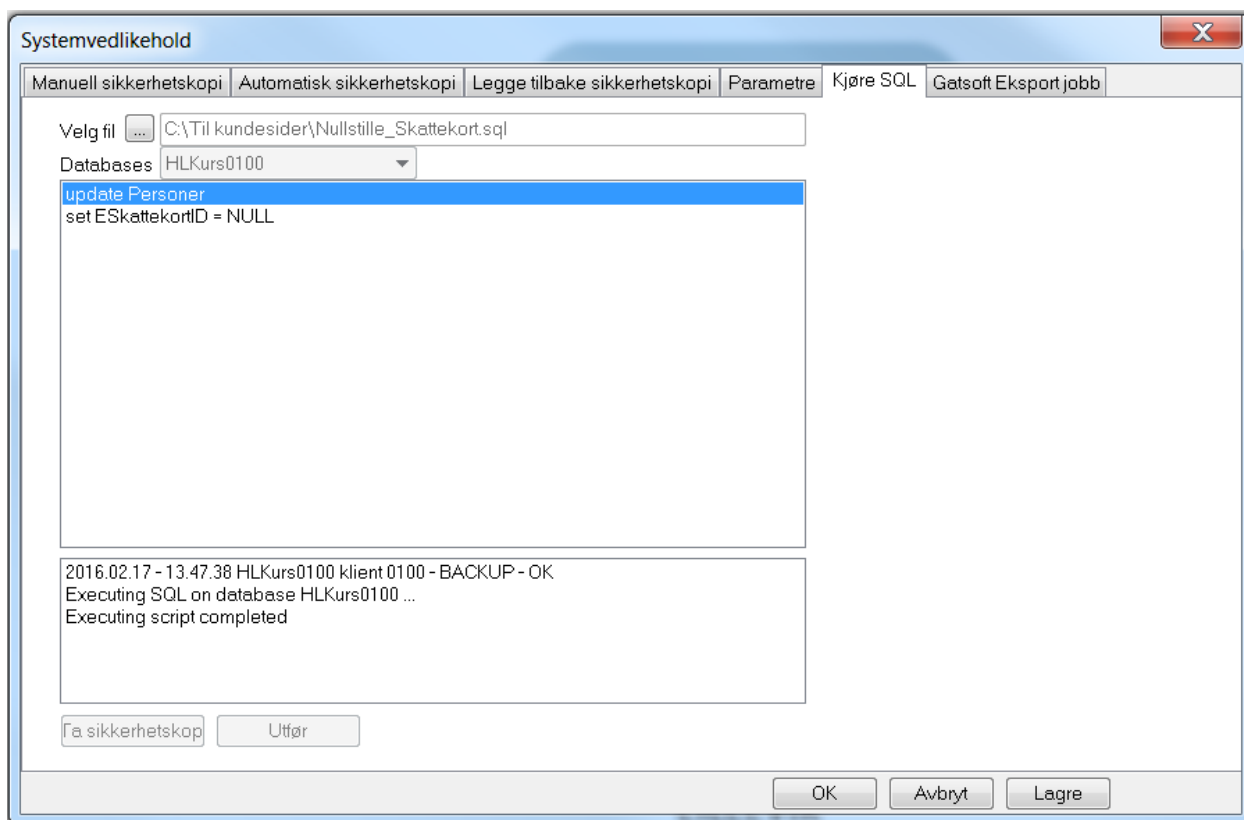 Systemvedlikehold
Manuell sikkerhetskopi Automatisk sikkerhetskopi Legge tilbake sikkerhetskopi Parametre Kjøre SQL Gatsoft Eksport jobb
Velg fil ... C:\Til kundesider\Nullstille_Skattekort.sql
Databases HLKurs0100
update Personer
set ESkattekortID = NULL
2016.02.17 - 13.47.38 HLKurs0100 klient 0100 - BACKUP - OK
Executing SQL on database HLKurs0100 ...
Executing script completed
Ta sikkerhetskop Utfør
OK Avbryt Lagre